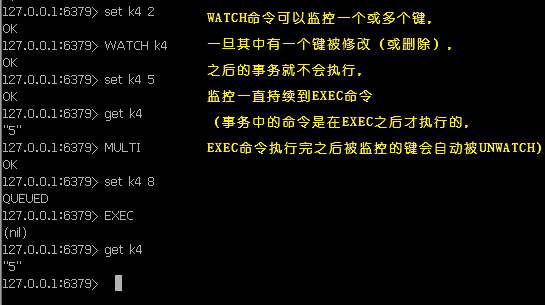 127.0.0.1:6379> set k4 2
OK
127.0.0.1:6379> WATCH k4
OK
127.0.0.1:6379> set k4 5
OK
127.0.0.1:6379> get k4
"5"
127.0.0.1:6379> MULTI
OK
127.0.0.1:6379> set k4 8
QUEUED
127.0.0.1:6379> EXEC
(nil)
127.0.0.1:6379> get k4
"5"
127.0.0.1:6379>
WATCH命令可以监控一个或多个键，
一旦其中有一个键被修改（或删除），
之后的事务就不会执行，
监控一直持续到EXEC命令
（事务中的命令是在EXEC之后才执行的，
EXEC命令执行完之后被监控的键会自动被UNWATCH)